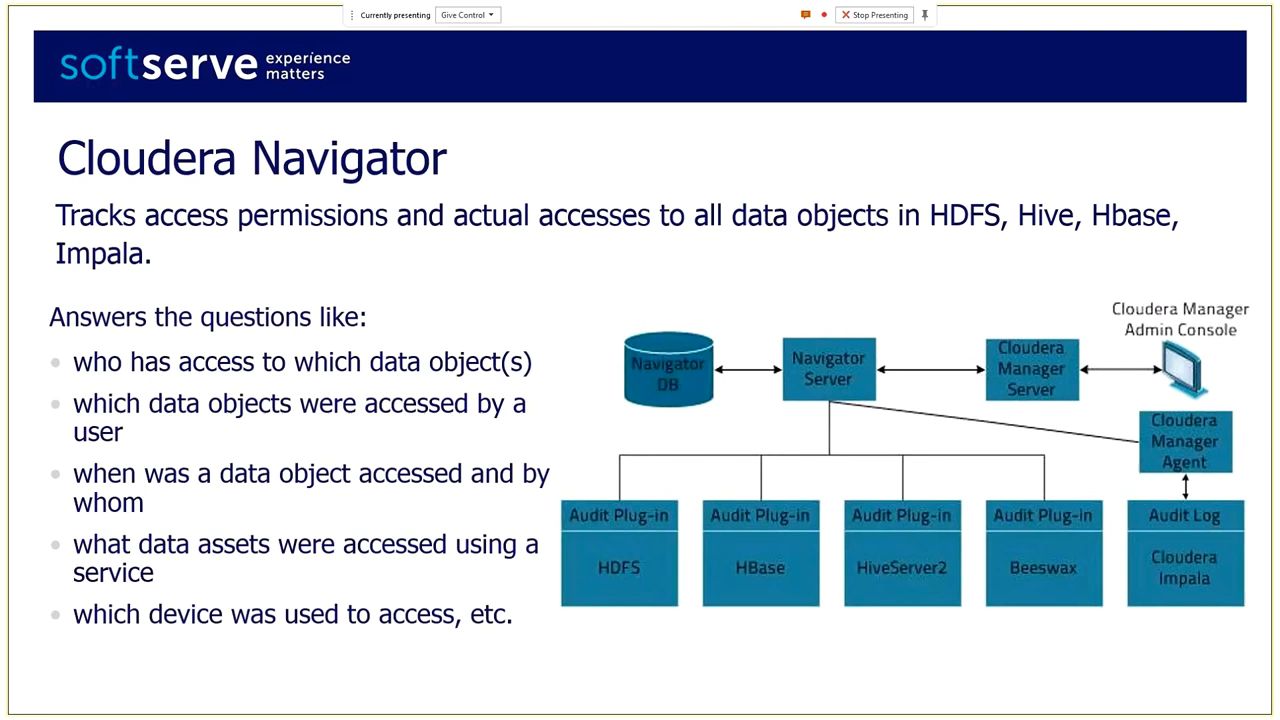 Currently presenting
Give Control
Stop Presenting
softserve
experience
matters
Cloudera Navigator
Tracks access permissions and actual accesses to all data objects in HDFS, Hive, Hbase,
Impala.
Answers the questions like:
who has access to which data object(s)
which data objects were accessed by a
user
when was a data object accessed and by
whom
what data assets were accessed using a
service
which device was used to access, etc.
Cloudera Manager
Admin Console
Navigator
DB
Navigator
Server
Cloudera
Manager
Server
Cloudera
Manager
Agent
Audit Plug-in
HDFS
Audit Plug-in
HBase
Audit Plug-in
HiveServer2
Audit Plug-in
Beeswax
Audit Log
Cloudera
Impala